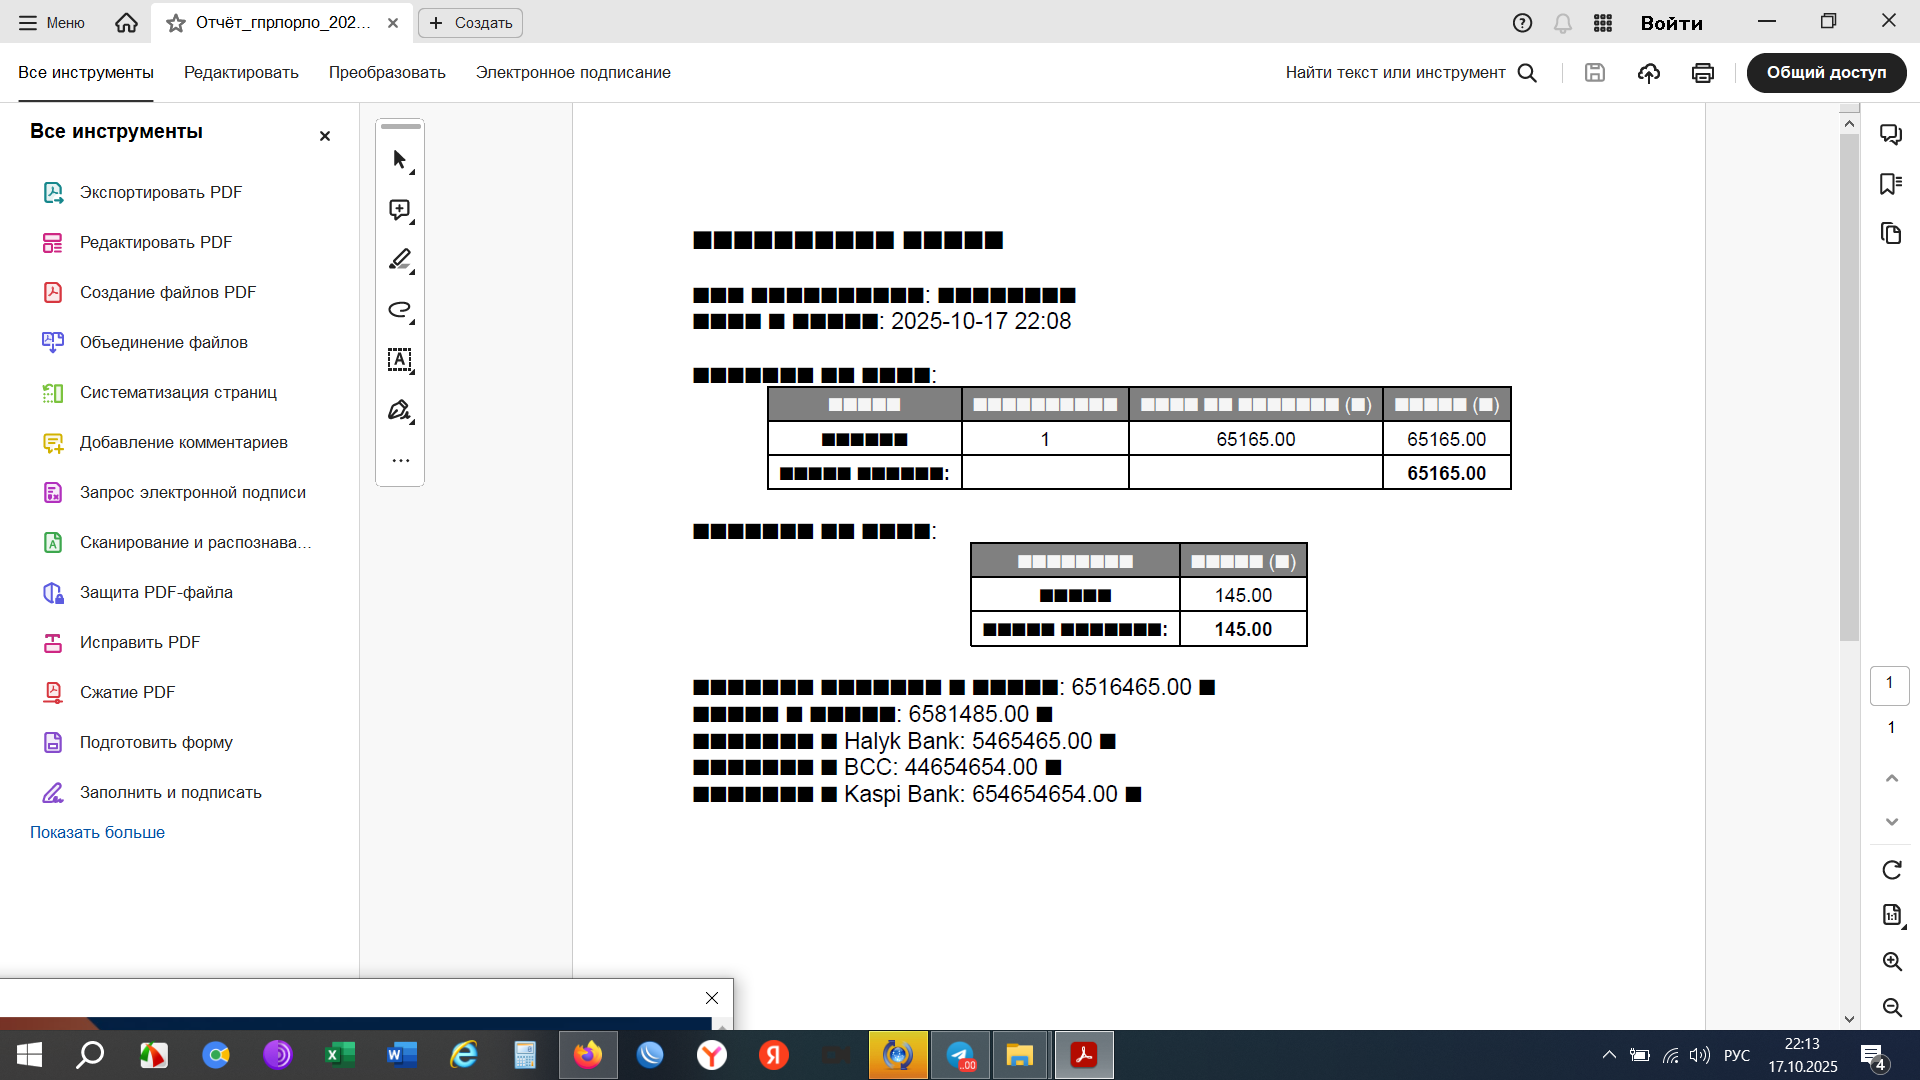 Меню
Отчёт_гпрлорло_202...
Создать
Войти
Все инструменты
Редактировать
Преобразовать
Электронное подписание
Найти текст или инструмент
Общий доступ
Все инструменты
Экспортировать PDF
Редактировать PDF
Создание файлов PDF
Объединение файлов
Систематизация страниц
Добавление комментариев
Запрос электронной подписи
Сканирование и распознава...
Защита PDF-файла
Исправить PDF
Сжатие PDF
Подготовить форму
Заполнить и подписать
Показать больше
■■■■■■■■■■ ■■■■■
■■■ ■■■■■■■■■■: ■■■■■■■■
■■■■ ■ ■■■■■: 2025-10-17 22:08
■■■■■■■ ■■ ■■■■:
■■■■■ ■■■■■■■■■■ ■■■■ ■■ ■■■■■■■ (■) ■■■■■ (■)
■■■■■■ 1 65165.00 65165.00
■■■■■ ■■■■■■: 65165.00
■■■■■■■ ■■ ■■■■:
■■■■■■■■ ■■■■■ (■)
■■■■■ 145.00
■■■■■ ■■■■■■■: 145.00
■■■■■■■ ■■■■■■■ ■ ■■■■■: 6516465.00 ■
■■■■■ ■ ■■■■■: 6581485.00 ■
■■■■■■■ ■ Halyk Bank: 5465465.00 ■
■■■■■■■ ■ BCC: 44654654.00 ■
■■■■■■■ ■ Kaspi Bank: 654654654.00 ■
1
1
РУС
22:13
17.10.2025
4